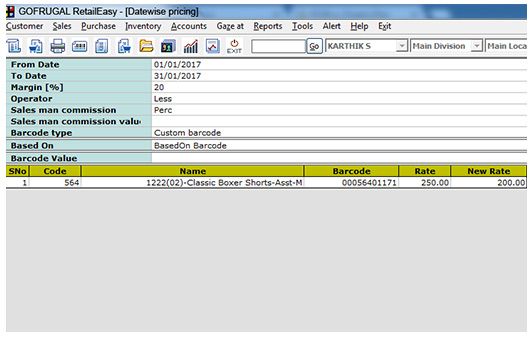 GOFRUGAL RetailEasy - [Datewise pricing]
Customer Sales Purchase Inventory Accounts Gaze at Reports Tools Alert Help Exit
EXIT Go KARTHIK S Main Division Main Loca
From Date 01/01/2017
To Date 31/01/2017
Margin [%] 20
Operator Less
Sales man commission Perc
Sales man commission valu
Barcode type Custom barcode
Based On BasedOn Barcode
Barcode Value
SNo Code Name Barcode Rate New Rate
1 564 1222(02)-Classic Boxer Shorts-Asst-M 00056401171 250.00 200.00